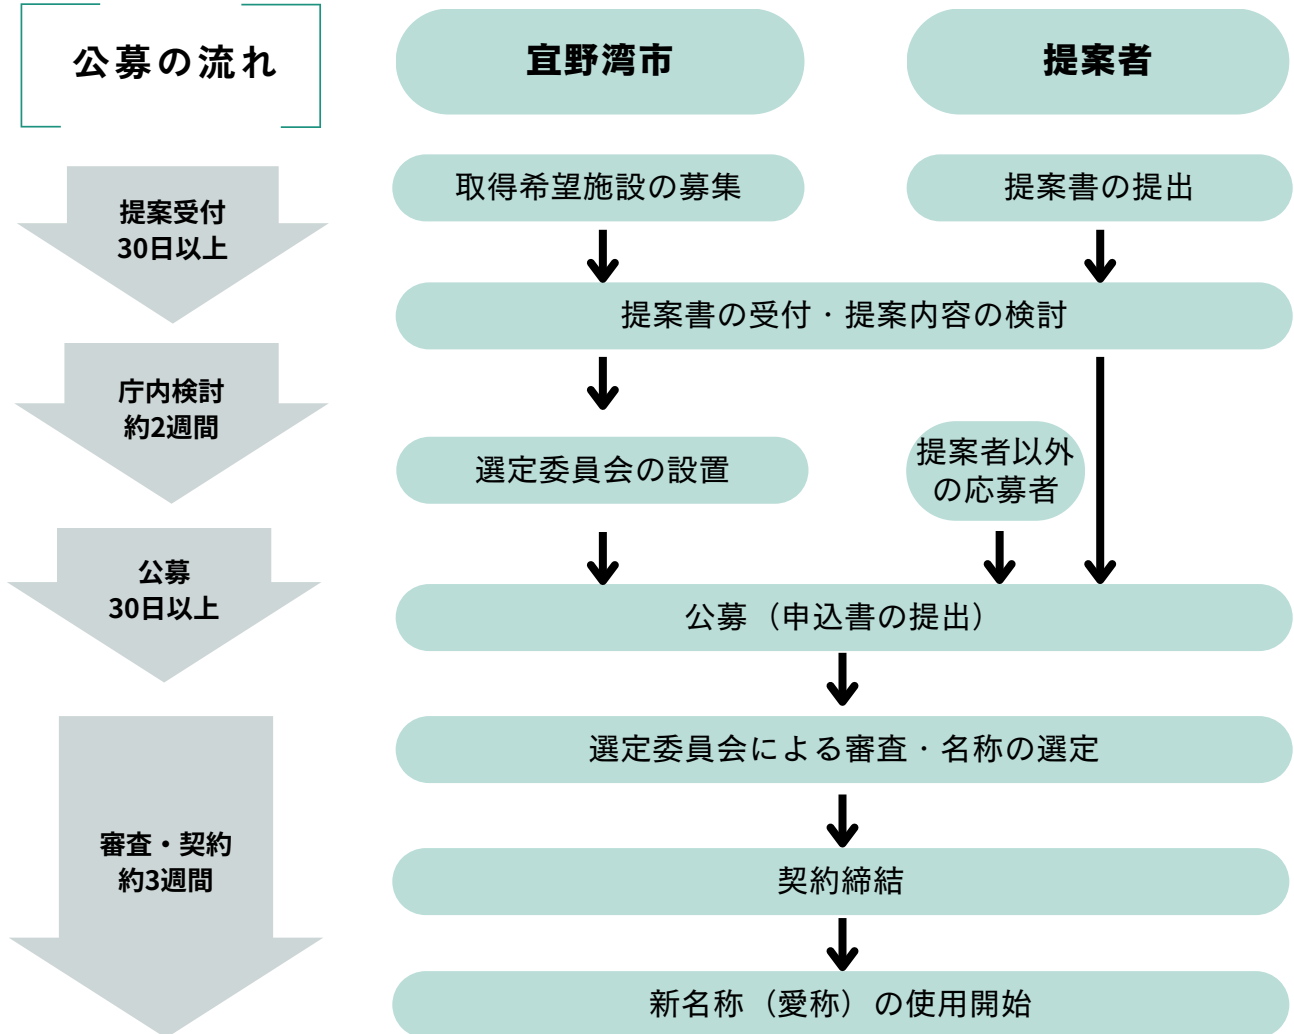 公募の流れ
宜野湾市
提案者
提案受付
30日以上
取得希望施設の募集
提案書の提出
提案書の受付・提案内容の検討
庁内検討
約2週間
選定委員会の設置
提案者以外
の応募者
公募
30日以上
公募（申込書の提出）
選定委員会による審査・名称の選定
審査・契約
約3週間
契約締結
新名称（愛称）の使用開始